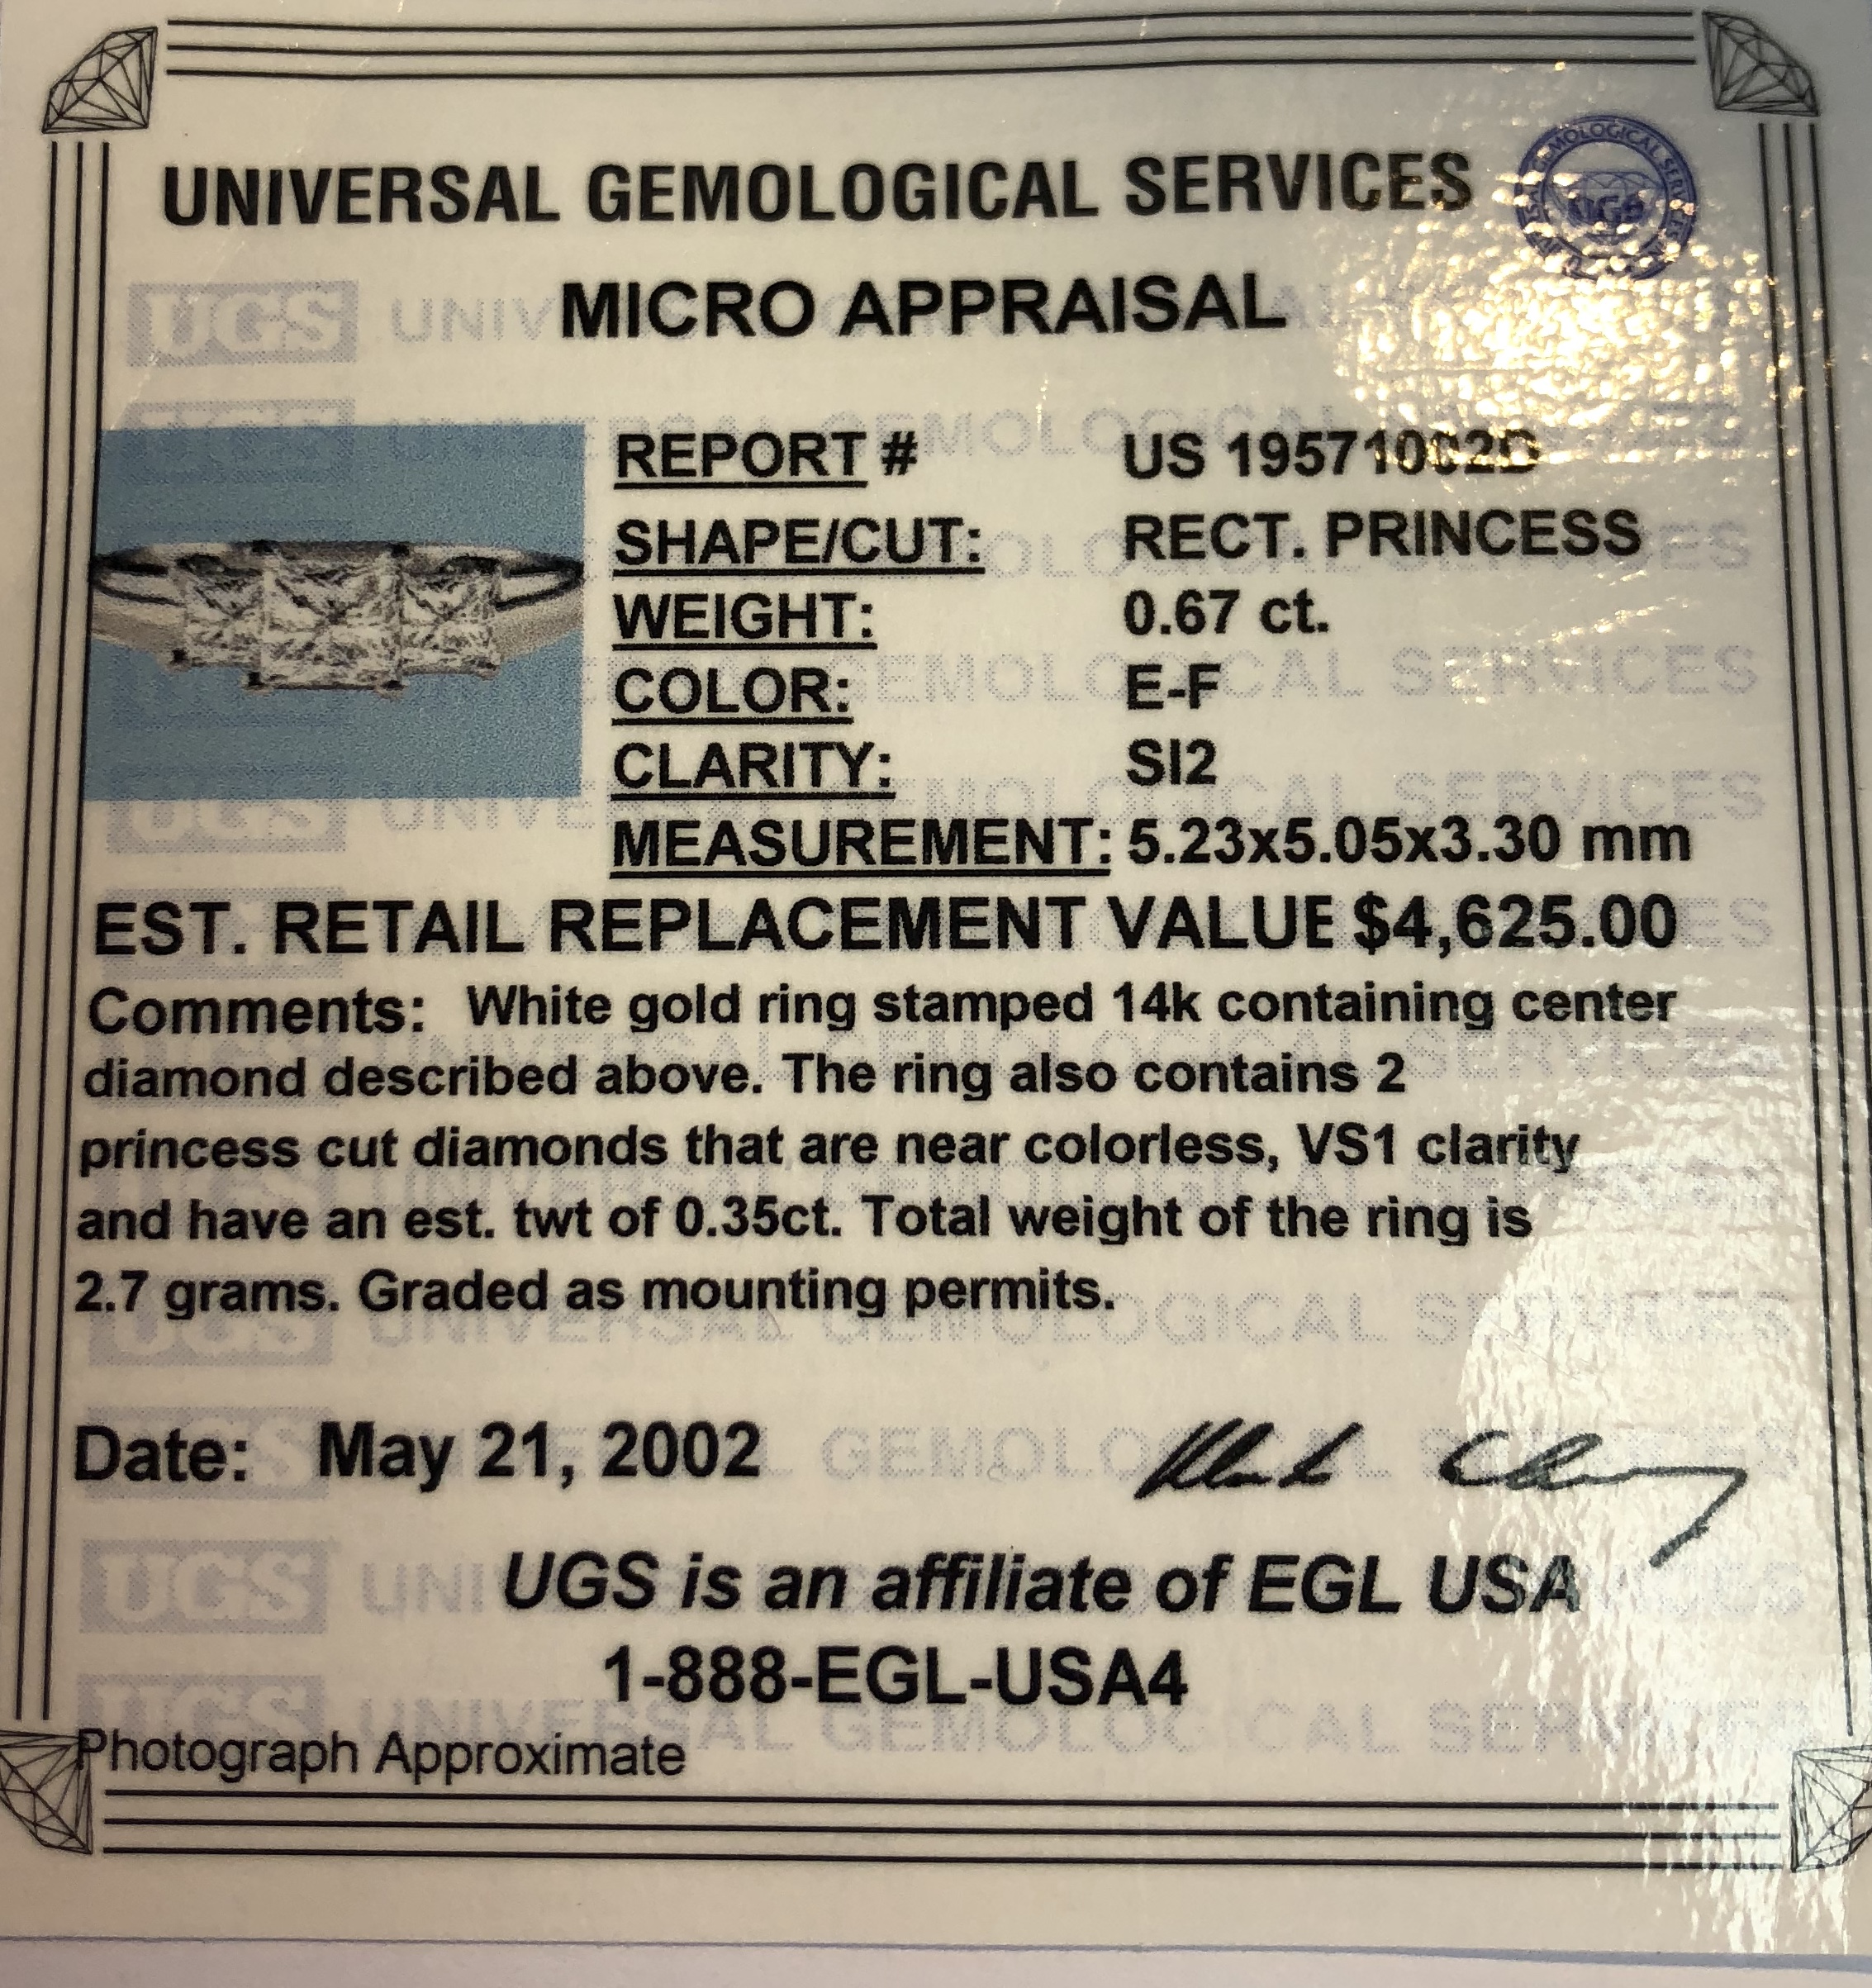 UNIVERSAL GEMOLOGICAL SERVICES
MICRO APPRAISAL
REPORT # US 19571002D
SHAPE/CUT: RECT. PRINCESS
WEIGHT: 0.67 ct.
COLOR: E-F
CLARITY: SI2
MEASUREMENT: 5.23x5.05x3.30 mm
EST. RETAIL REPLACEMENT VALUE $4,625.00
Comments: White gold ring stamped 14k containing center
diamond described above. The ring also contains 2
princess cut diamonds that are near colorless, VS1 clarity
and have an est. twt of 0.35ct. Total weight of the ring is
2.7 grams. Graded as mounting permits.
Date: May 21, 2002
UGS is an affiliate of EGL USA
1-888-EGL-USA4
Photograph Approximate